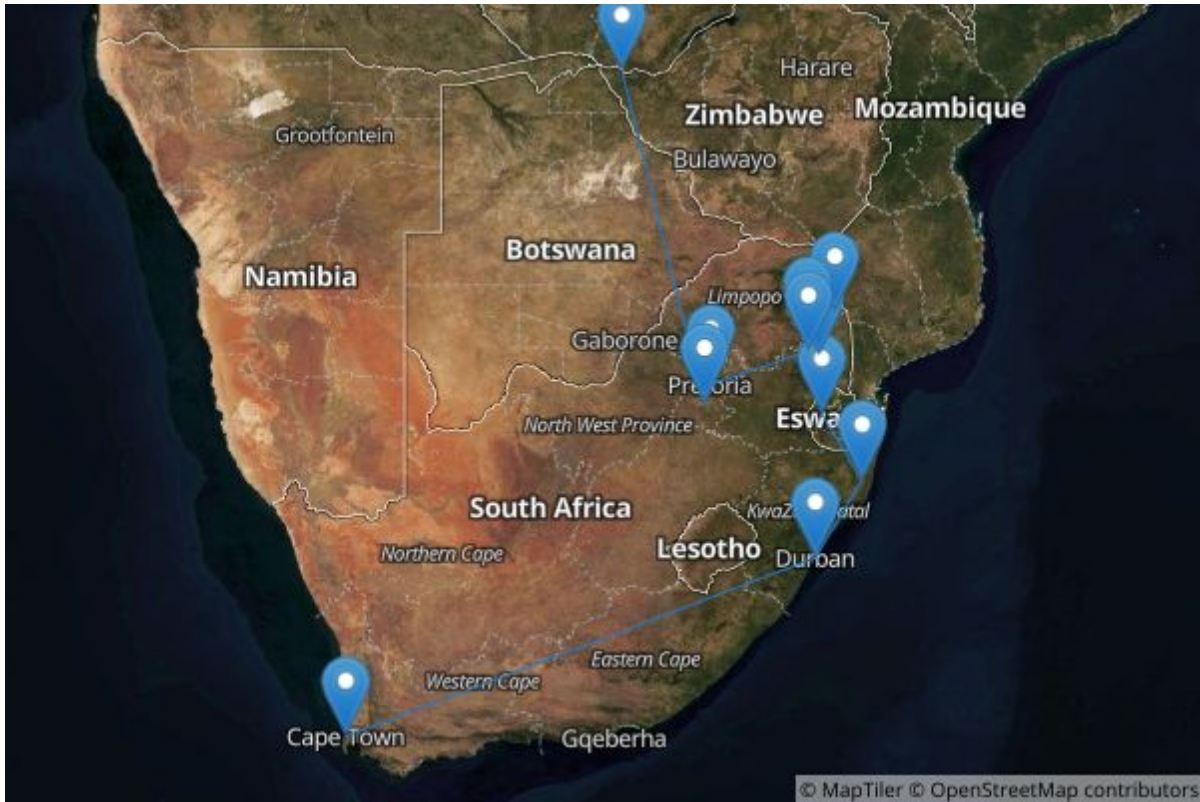 Harare
Zimbabwe
Mozambique
Grootfontein
Bulawayo
Botswana
Namibia
Limpopo
Gaborone
North West Province
South Africa
Lesotho
Durban
Northern Cape
Eastern Cape
Western Cape
Cape Town
Gqeberha
© MapTiler © OpenStreetMap contributors